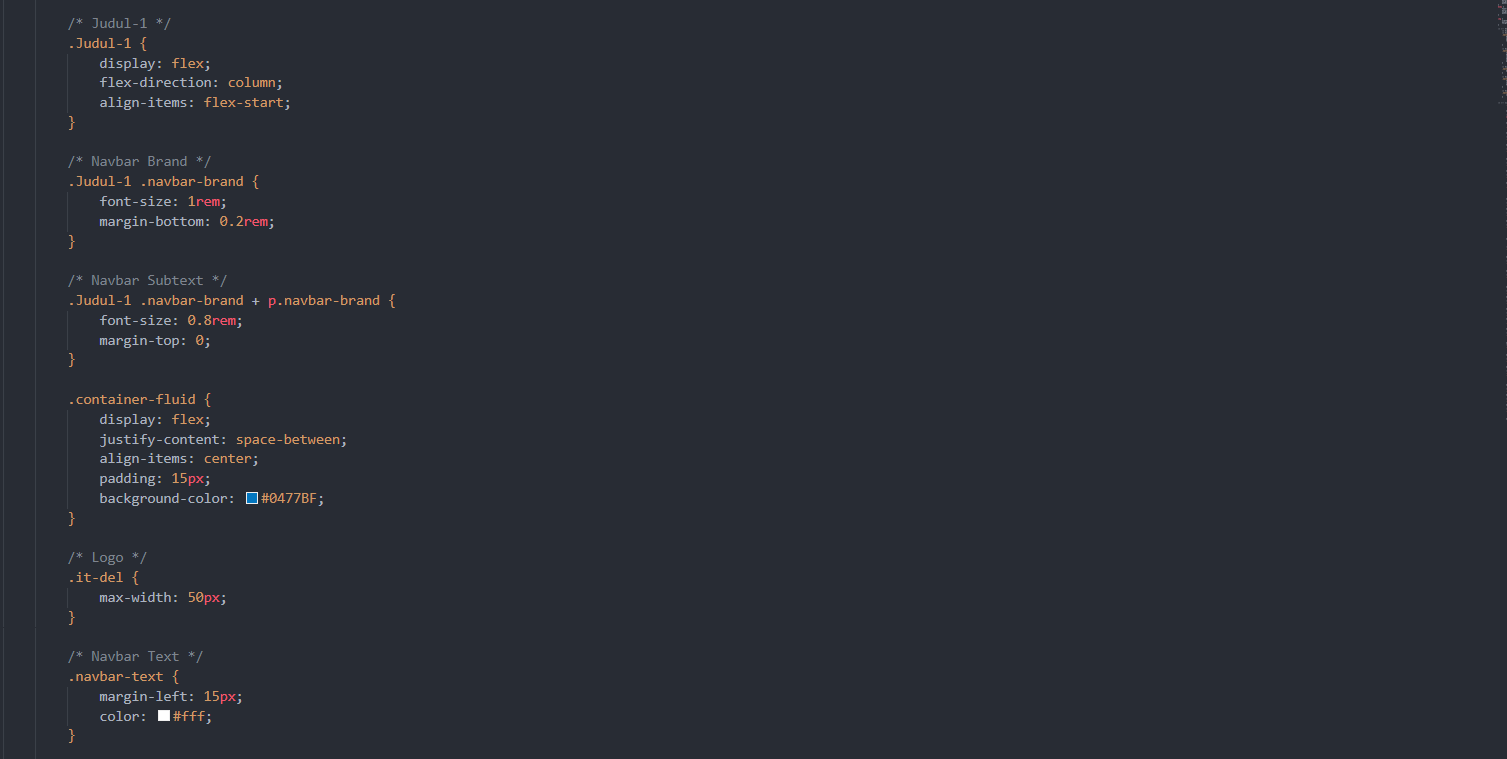 /* Judul-1 */
.Judul-1 {
display: flex;
flex-direction: column;
align-items: flex-start;
}
/* Navbar Brand */
.Judul-1 .navbar-brand {
font-size: 1rem;
margin-bottom: 0.2rem;
}
/* Navbar Subtext */
.Judul-1 .navbar-brand + p.navbar-brand {
font-size: 0.8rem;
margin-top: 0;
}
.container-fluid {
display: flex;
justify-content: space-between;
align-items: center;
padding: 15px;
background-color: #0477BF;
}
/* Logo */
.it-del {
max-width: 50px;
}
/* Navbar Text */
.navbar-text {
margin-left: 15px;
color: #fff;
}